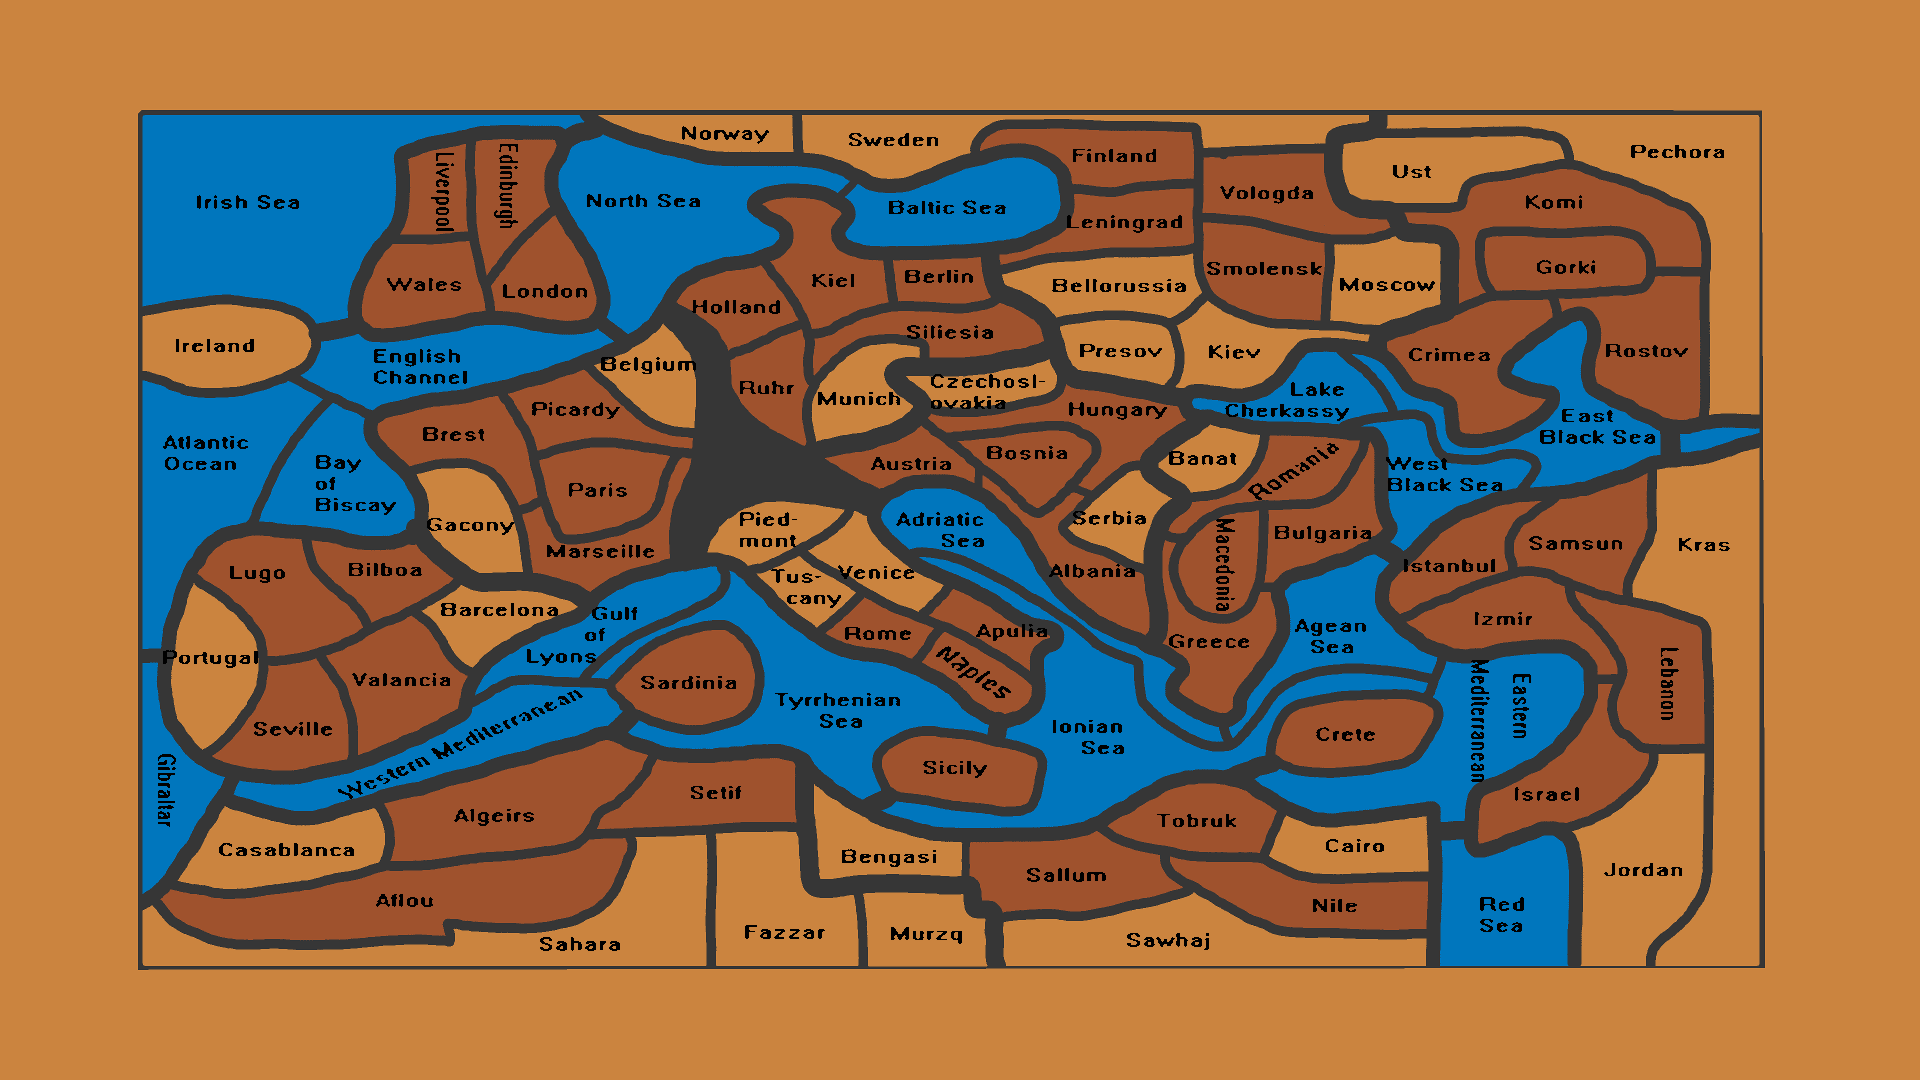 Norway
Sweden
Finland
Pechora
Ust
Liverpool
Edinburgh
Irish Sea
North Sea
Baltic Sea
Vologda
Komi
Leningrad
Wales
London
Kiel
Berlin
Bellorussia
Smolensk
Moscow
Gorki
Holland
Siliesia
Ireland
English
Channel
Belgium
Presov
Kiev
Crimea
Rostov
Ruhr
Munich
Czechosl-
ovakia
Lake
Cherkassy
Picardy
Hungary
East
Black Sea
Brest
Atlantic
Ocean
Bay
of
Biscay
Austria
Bosnia
Banat
Romania
West
Black Sea
Paris
Gacony
Pied-
mont
Adriatic
Sea
Serbia
Macedonia
Bulgaria
Samsun
Kras
Marseille
Lugo
Bilboa
Tus-
cany
Venice
Albania
Istanbul
Barcelona
Gulf
of
Lyons
Rome
Apulia
Greece
Agean
Sea
Izmir
Portugal
Valancia
Sardinia
Naples
Tyrrhenian
Sea
Eastern
Mediterranean
Lebanon
Seville
Western Mediterranean
Ionian
Sea
Crete
Gibraltar
Sicily
Setif
Israel
Algeirs
Tobruk
Casablanca
Bengasi
Cairo
Sallum
Jordan
Aflou
Nile
Red
Sea
Sahara
Fazzar
Murzq
Sawhaj